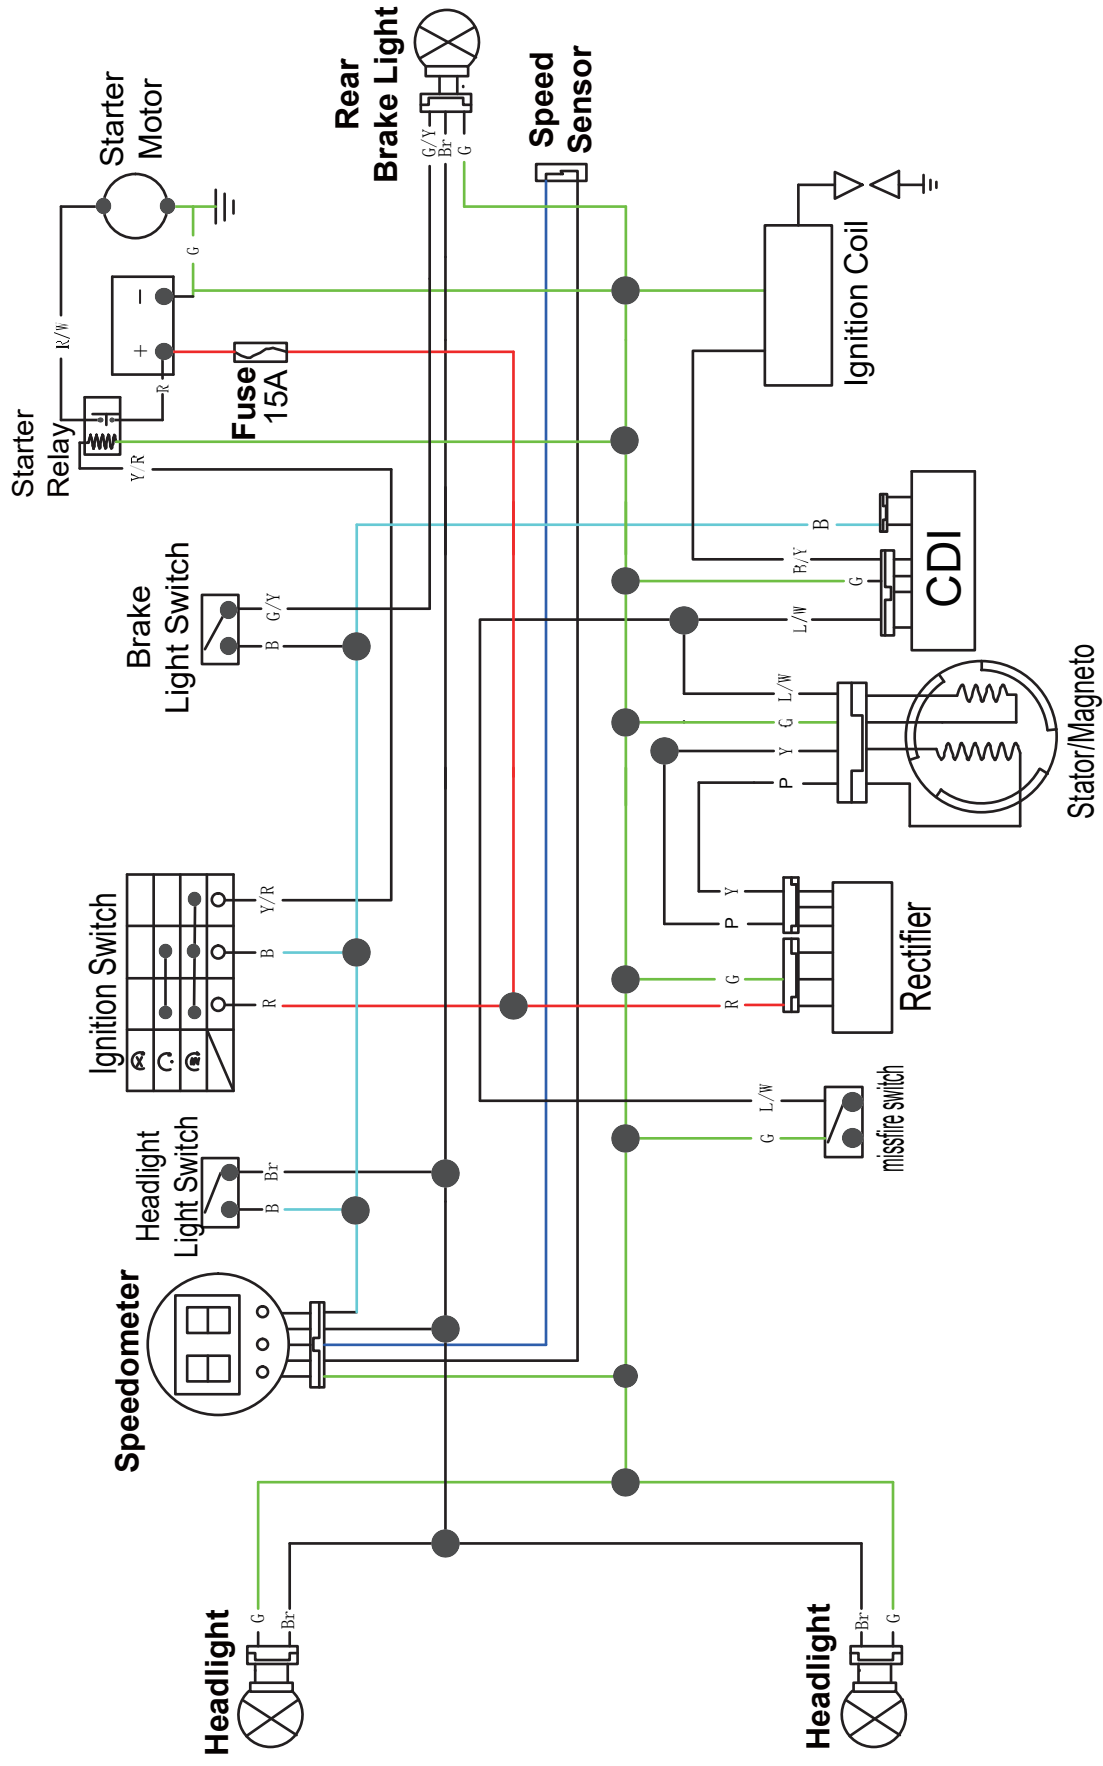 Starter
Motor
Rear
Brake Light
Speed
Sensor
G/Y
Br
G
R/W
G
−
+
R
Fuse
15A
Starter
Relay
Y/R
Ignition Coil
Brake
Light Switch
G/Y
B
B
B/Y
G
L/W
CDI
L/W
G
Y
P
Stator/Magneto
Ignition Switch
Y/R
B
R
Y
P
G
R
Rectifier
L/W
G
missfire switch
Headlight
Light Switch
Br
B
Speedometer
G
Br
Headlight
Br
G
Headlight